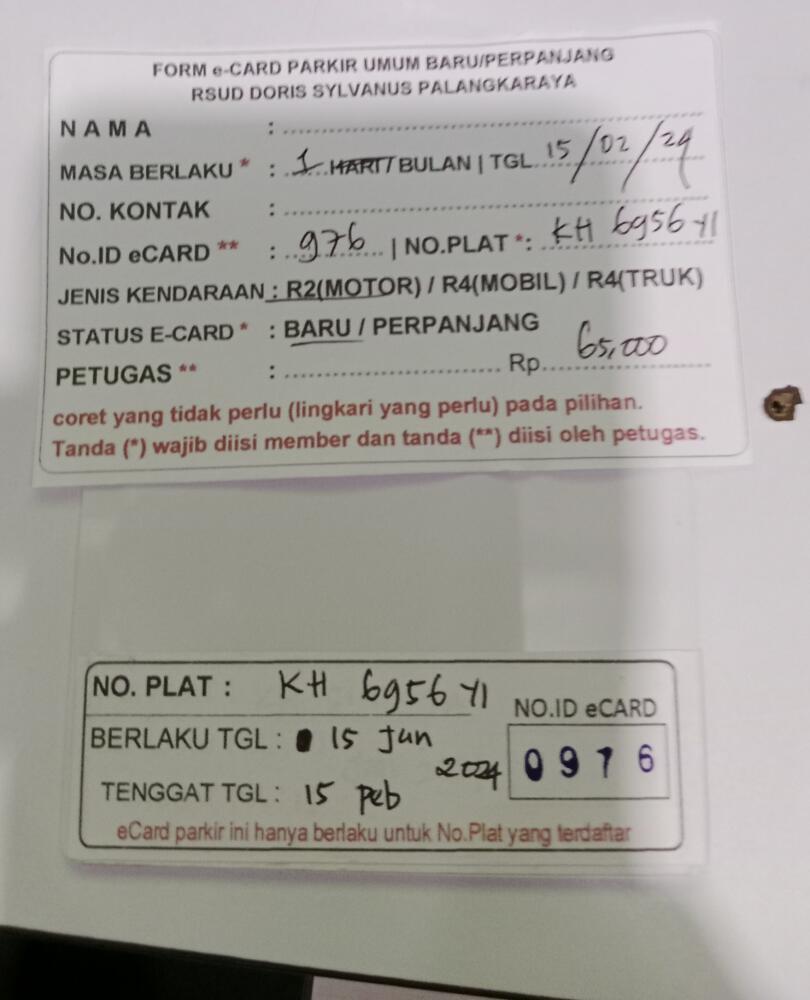 FORM e-CARD PARKIR UMUM BARU/PERPANJANG
RSUD DORIS SYLVANUS PALANGKARAYA
NAMA :
MASA BERLAKU * : 1 HARI / BULAN | TGL 15/02/24
NO. KONTAK :
No.ID eCARD ** : 976 | NO.PLAT *: KH 6956 YI
JENIS KENDARAAN : R2(MOTOR) / R4(MOBIL) / R4(TRUK)
STATUS E-CARD * : BARU / PERPANJANG
PETUGAS ** : Rp. 65,000
coret yang tidak perlu (lingkari yang perlu) pada pilihan.
Tanda (*) wajib diisi member dan tanda (**) diisi oleh petugas.
NO. PLAT : KH 6956 YI
NO.ID eCARD
BERLAKU TGL : 15 Jan
2024
0976
TENGGAT TGL : 15 peb
eCard parkir ini hanya berlaku untuk No.Plat yang terdaftar